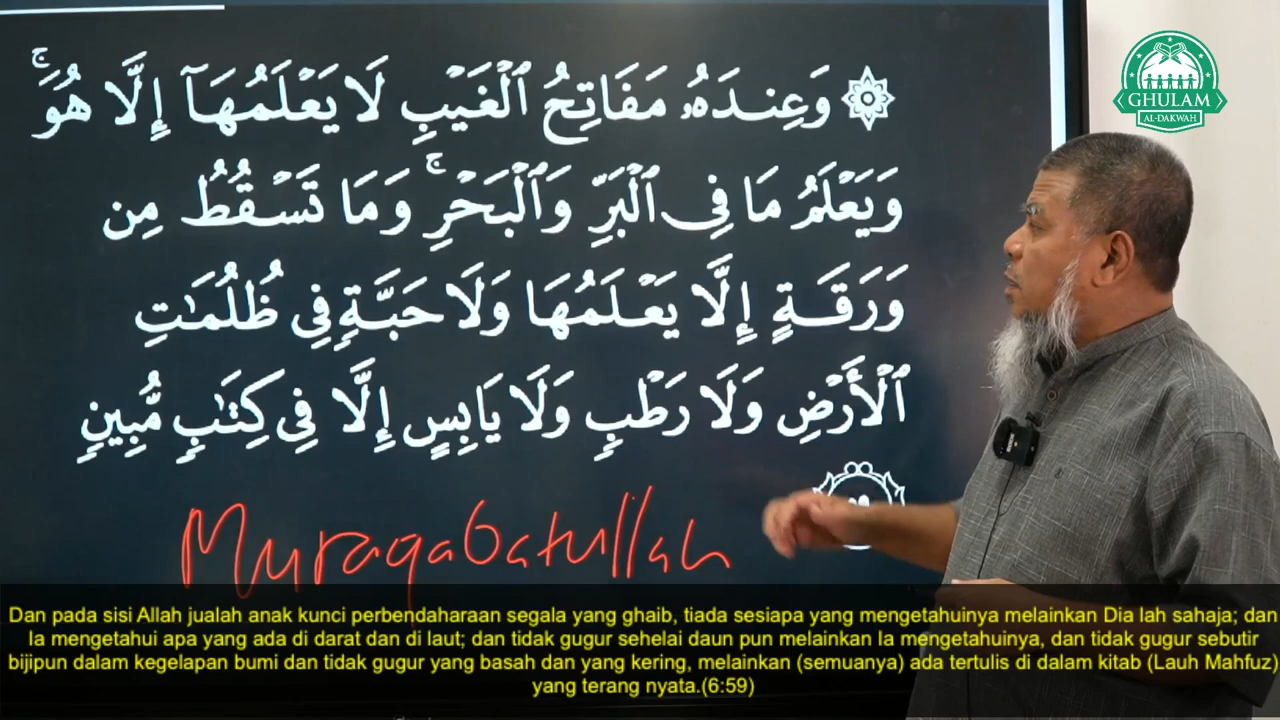 GHULAM
AL-DAKWAH
۞ وَعِندَهُۥ مَفَاتِحُ ٱلْغَيْبِ لَا يَعْلَمُهَآ إِلَّا هُوَ ۚ
وَيَعْلَمُ مَا فِى ٱلْبَرِّ وَٱلْبَحْرِ ۚ وَمَا تَسْقُطُ مِن
وَرَقَةٍ إِلَّا يَعْلَمُهَا وَلَا حَبَّةٍ فِى ظُلُمَـٰتِ
ٱلْأَرْضِ وَلَا رَطْبٍ وَلَا يَابِسٍ إِلَّا فِى كِتَـٰبٍ مُّبِينٍ
Muraqabatullah
Dan pada sisi Allah jualah anak kunci perbendaharaan segala yang ghaib, tiada sesiapa yang mengetahuinya melainkan Dia lah sahaja; dan
Ia mengetahui apa yang ada di darat dan di laut; dan tidak gugur sehelai daun pun melainkan Ia mengetahuinya, dan tidak gugur sebutir
bijipun dalam kegelapan bumi dan tidak gugur yang basah dan yang kering, melainkan (semuanya) ada tertulis di dalam kitab (Lauh Mahfuz)
yang terang nyata.(6:59)